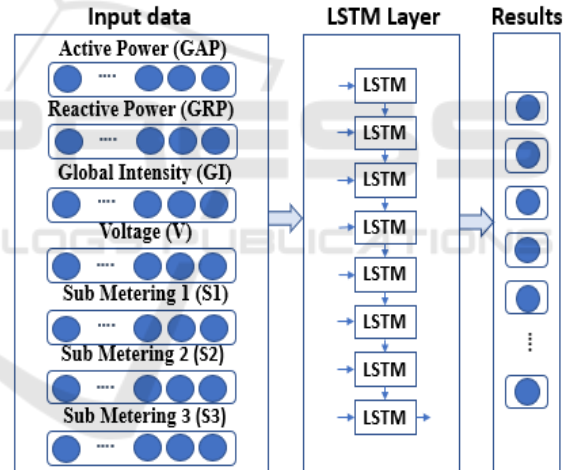 Input data
LSTM Layer
Results
Active Power (GAP)
Reactive Power (GRP)
Global Intensity (GI)
Voltage (V)
Sub Metering 1 (S1)
Sub Metering 2 (S2)
Sub Metering 3 (S3)
LSTM
LSTM
LSTM
LSTM
LSTM
LSTM
LSTM
LSTM
PUBLICATIONS